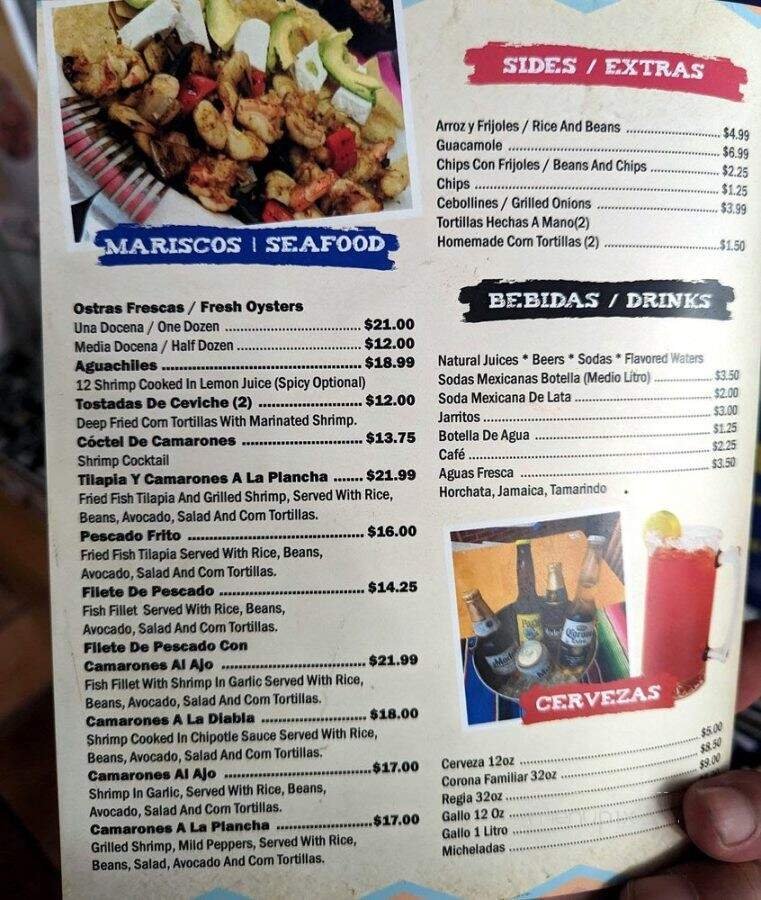 MARISCOS | SEAFOOD
Ostras Frescas / Fresh Oysters
Una Docena / One Dozen ........ $21.00
Media Docena / Half Dozen ........ $12.00
Aguachiles ........ $18.99
12 Shrimp Cooked In Lemon Juice (Spicy Optional)
Tostadas De Ceviche (2) ........ $12.00
Deep Fried Corn Tortillas With Marinated Shrimp.
Cóctel De Camarones ........ $13.75
Shrimp Cocktail
Tilapia Y Camarones A La Plancha ....... $21.99
Fried Fish Tilapia And Grilled Shrimp, Served With Rice,
Beans, Avocado, Salad And Corn Tortillas.
Pescado Frito ........ $16.00
Fried Fish Tilapia Served With Rice, Beans,
Avocado, Salad And Corn Tortillas.
Filete De Pescado ........ $14.25
Fish Fillet Served With Rice, Beans,
Avocado, Salad And Corn Tortillas.
Filete De Pescado Con
Camarones Al Ajo ........ $21.99
Fish Fillet With Shrimp In Garlic Served With Rice,
Beans, Avocado, Salad And Corn Tortillas.
Camarones A La Diabla ........ $18.00
Shrimp Cooked In Chipotle Sauce Served With Rice,
Beans, Avocado, Salad And Corn Tortillas.
Camarones Al Ajo ........ $17.00
Shrimp In Garlic, Served With Rice, Beans,
Avocado, Salad And Corn Tortillas.
Camarones A La Plancha ........ $17.00
Grilled Shrimp, Mild Peppers, Served With Rice,
Beans, Salad, Avocado And Corn Tortillas.
SIDES / EXTRAS
Arroz y Frijoles / Rice And Beans ........ $4.99
Guacamole ........ $6.99
Chips Con Frijoles / Beans And Chips ........ $2.25
Chips ........ $1.25
Cebollines / Grilled Onions ........ $3.99
Tortillas Hechas A Mano(2)
Homemade Corn Tortillas (2) ........ $1.50
BEBIDAS / DRINKS
Natural Juices * Beers * Sodas * Flavored Waters
Sodas Mexicanas Botella (Medio Litro) ........ $3.50
Soda Mexicana De Lata ........ $2.00
Jarritos ........ $3.00
Botella De Agua ........ $1.25
Café ........ $2.25
Aguas Fresca ........ $3.50
Horchata, Jamaica, Tamarindo
Corona
CERVEZAS
Cerveza 12oz ........ $5.00
Corona Familiar 32oz ........ $8.50
Regia 32oz ........ $9.00
Gallo 12 Oz ........
Gallo 1 Litro ........
Micheladas ........